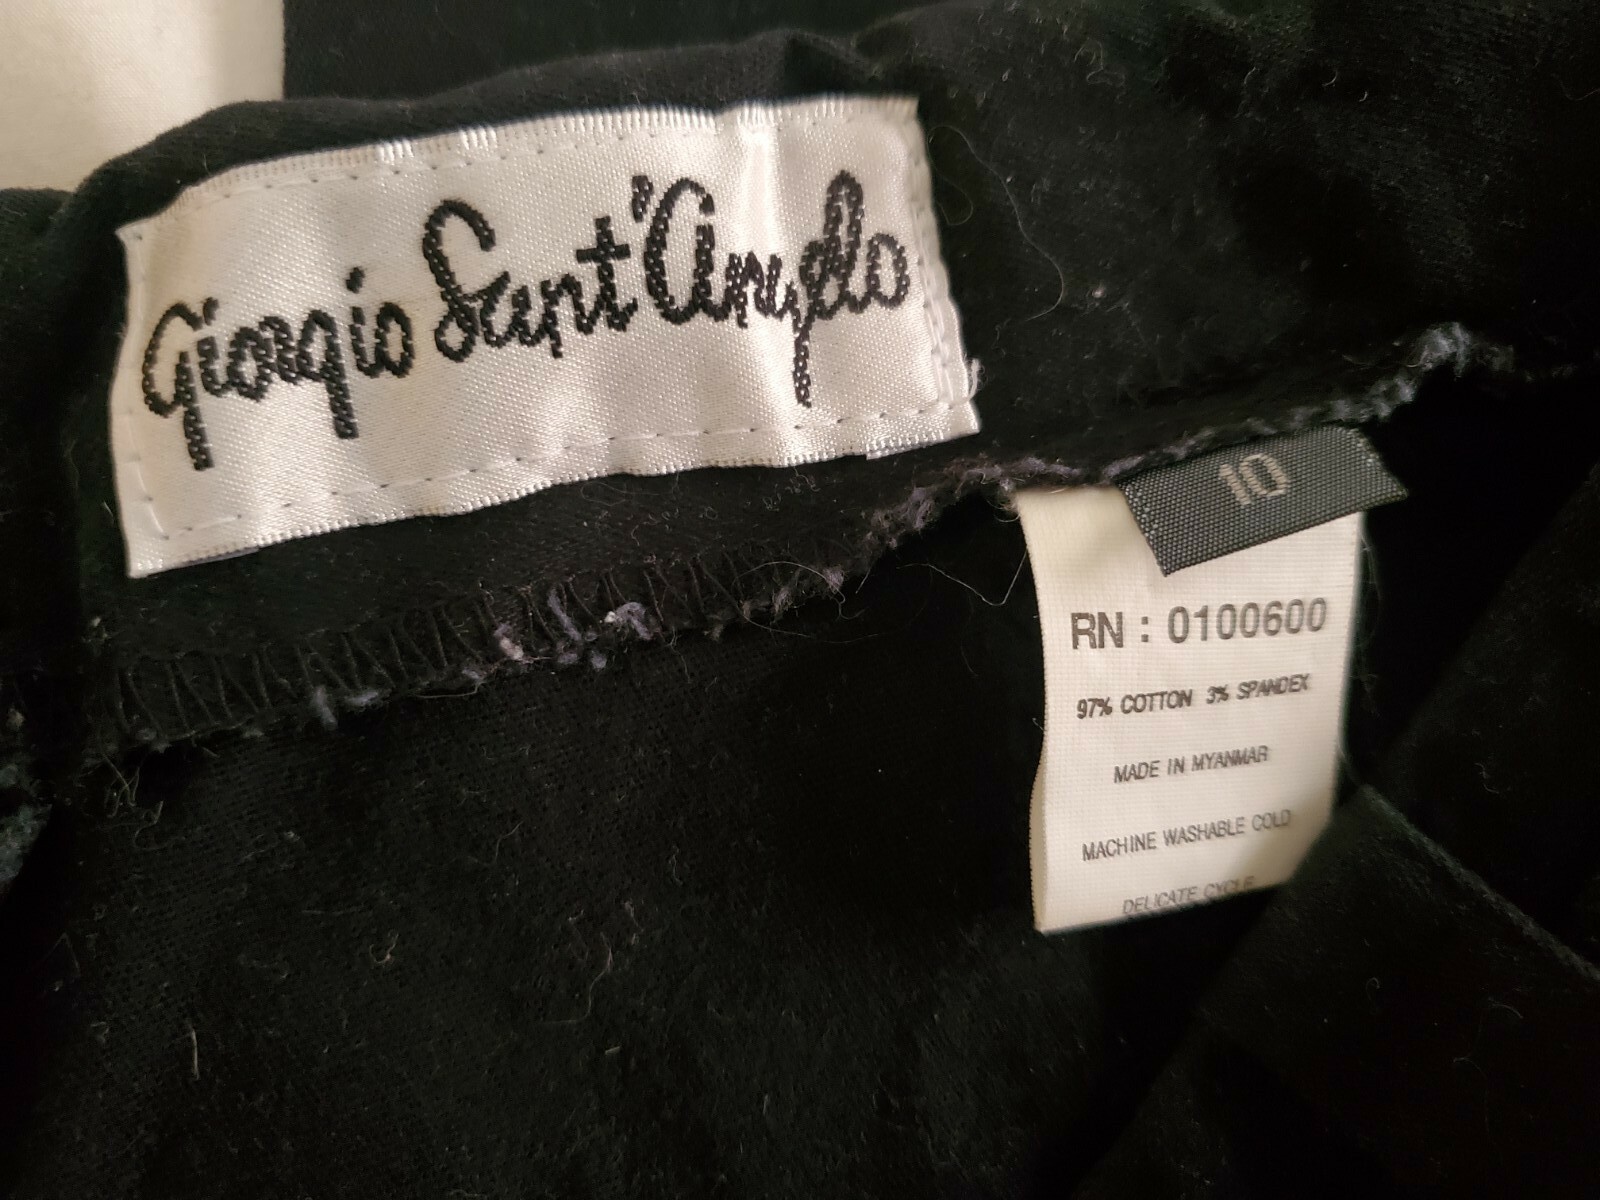 Giorgio Sant'Angelo
10
RN : 0100600
97% COTTON 3% SPANDEX
MADE IN MYANMAR
MACHINE WASHABLE COLD
DELICATE CYCLE